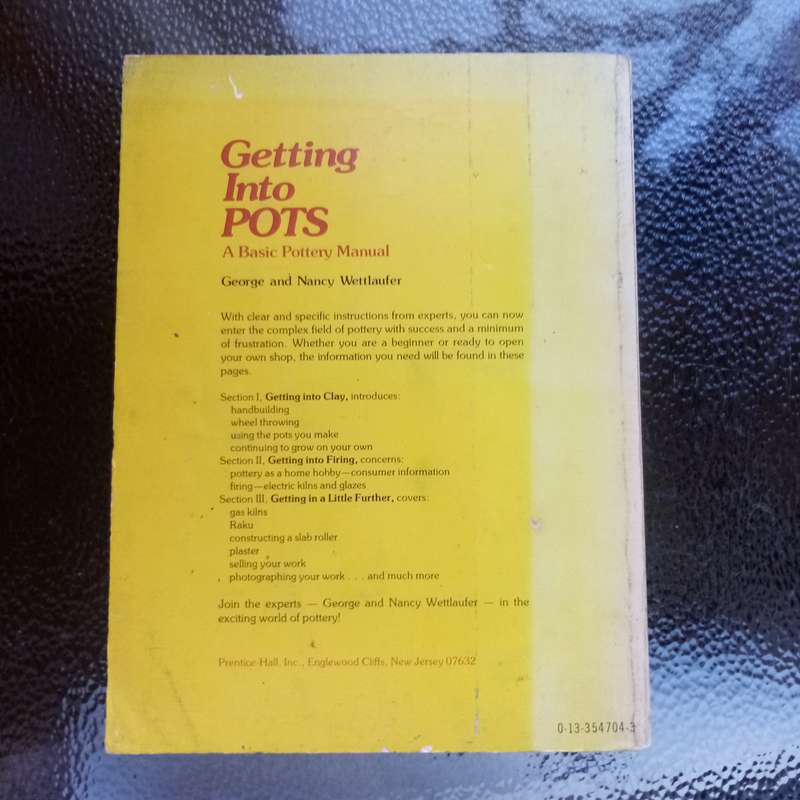 Getting
Into
POTS
A Basic Pottery Manual
George and Nancy Wettlaufer
With clear and specific instructions from experts, you can now
enter the complex field of pottery with success and a minimum
of frustration. Whether you are a beginner or ready to open
your own shop, the information you need will be found in these
pages.
Section I, Getting into Clay, introduces:
handbuilding
wheel throwing
using the pots you make
continuing to grow on your own
Section II, Getting into Firing, concerns:
pottery as a home hobby—consumer information
firing—electric kilns and glazes
Section III, Getting in a Little Further, covers:
gas kilns
Raku
constructing a slab roller
plaster
selling your work
photographing your work . . . and much more
Join the experts — George and Nancy Wettlaufer — in the
exciting world of pottery!
Prentice-Hall, Inc., Englewood Cliffs, New Jersey 07632
0-13-354704-3